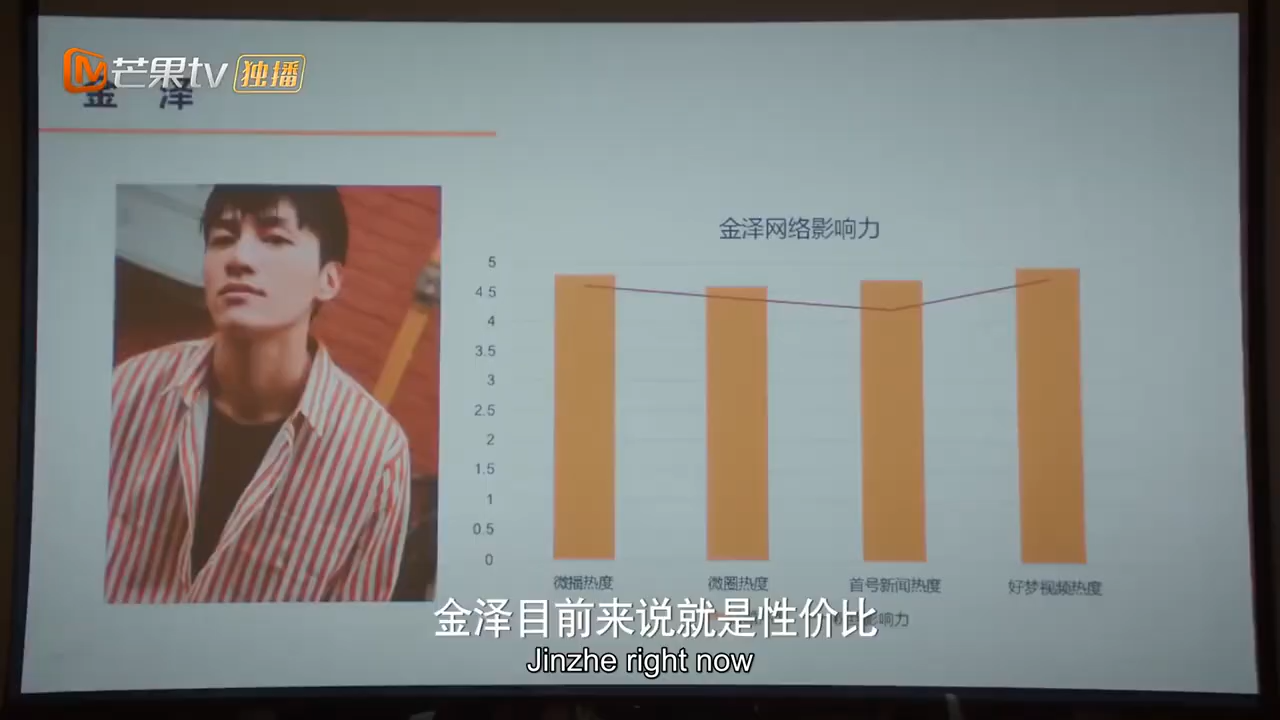 芒果tv 独播
金 泽
金泽网络影响力
5
4.5
4
3.5
3
2.5
2
1.5
1
0.5
0
微播热度 微圈热度 首号新闻热度 好梦视频热度
影响力
金泽目前来说就是性价比
Jinzhe right now